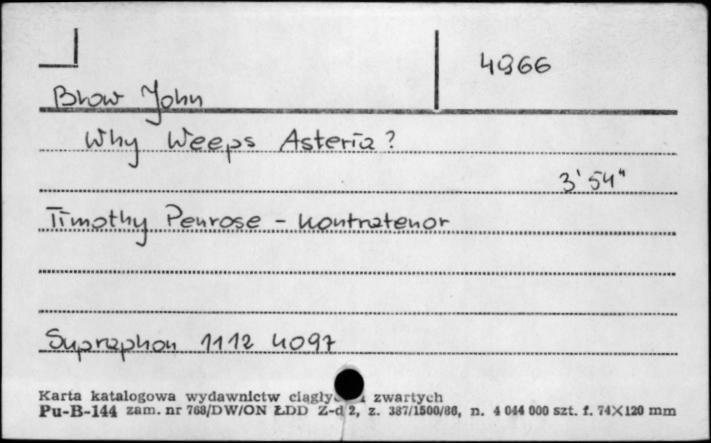 4966
Blow John
Why Weeps Asteria?
3'54"
Timothy Penrose - kontratenor
Supraphon 1112 4097
Karta katalogowa wydawnictw ciągłych i zwartych
Pu-B-144 zam. nr 768/DW/ON ŁDD Z-d 2, z. 387/1500/86, n. 4 044 000 szt. f. 74×120 mm